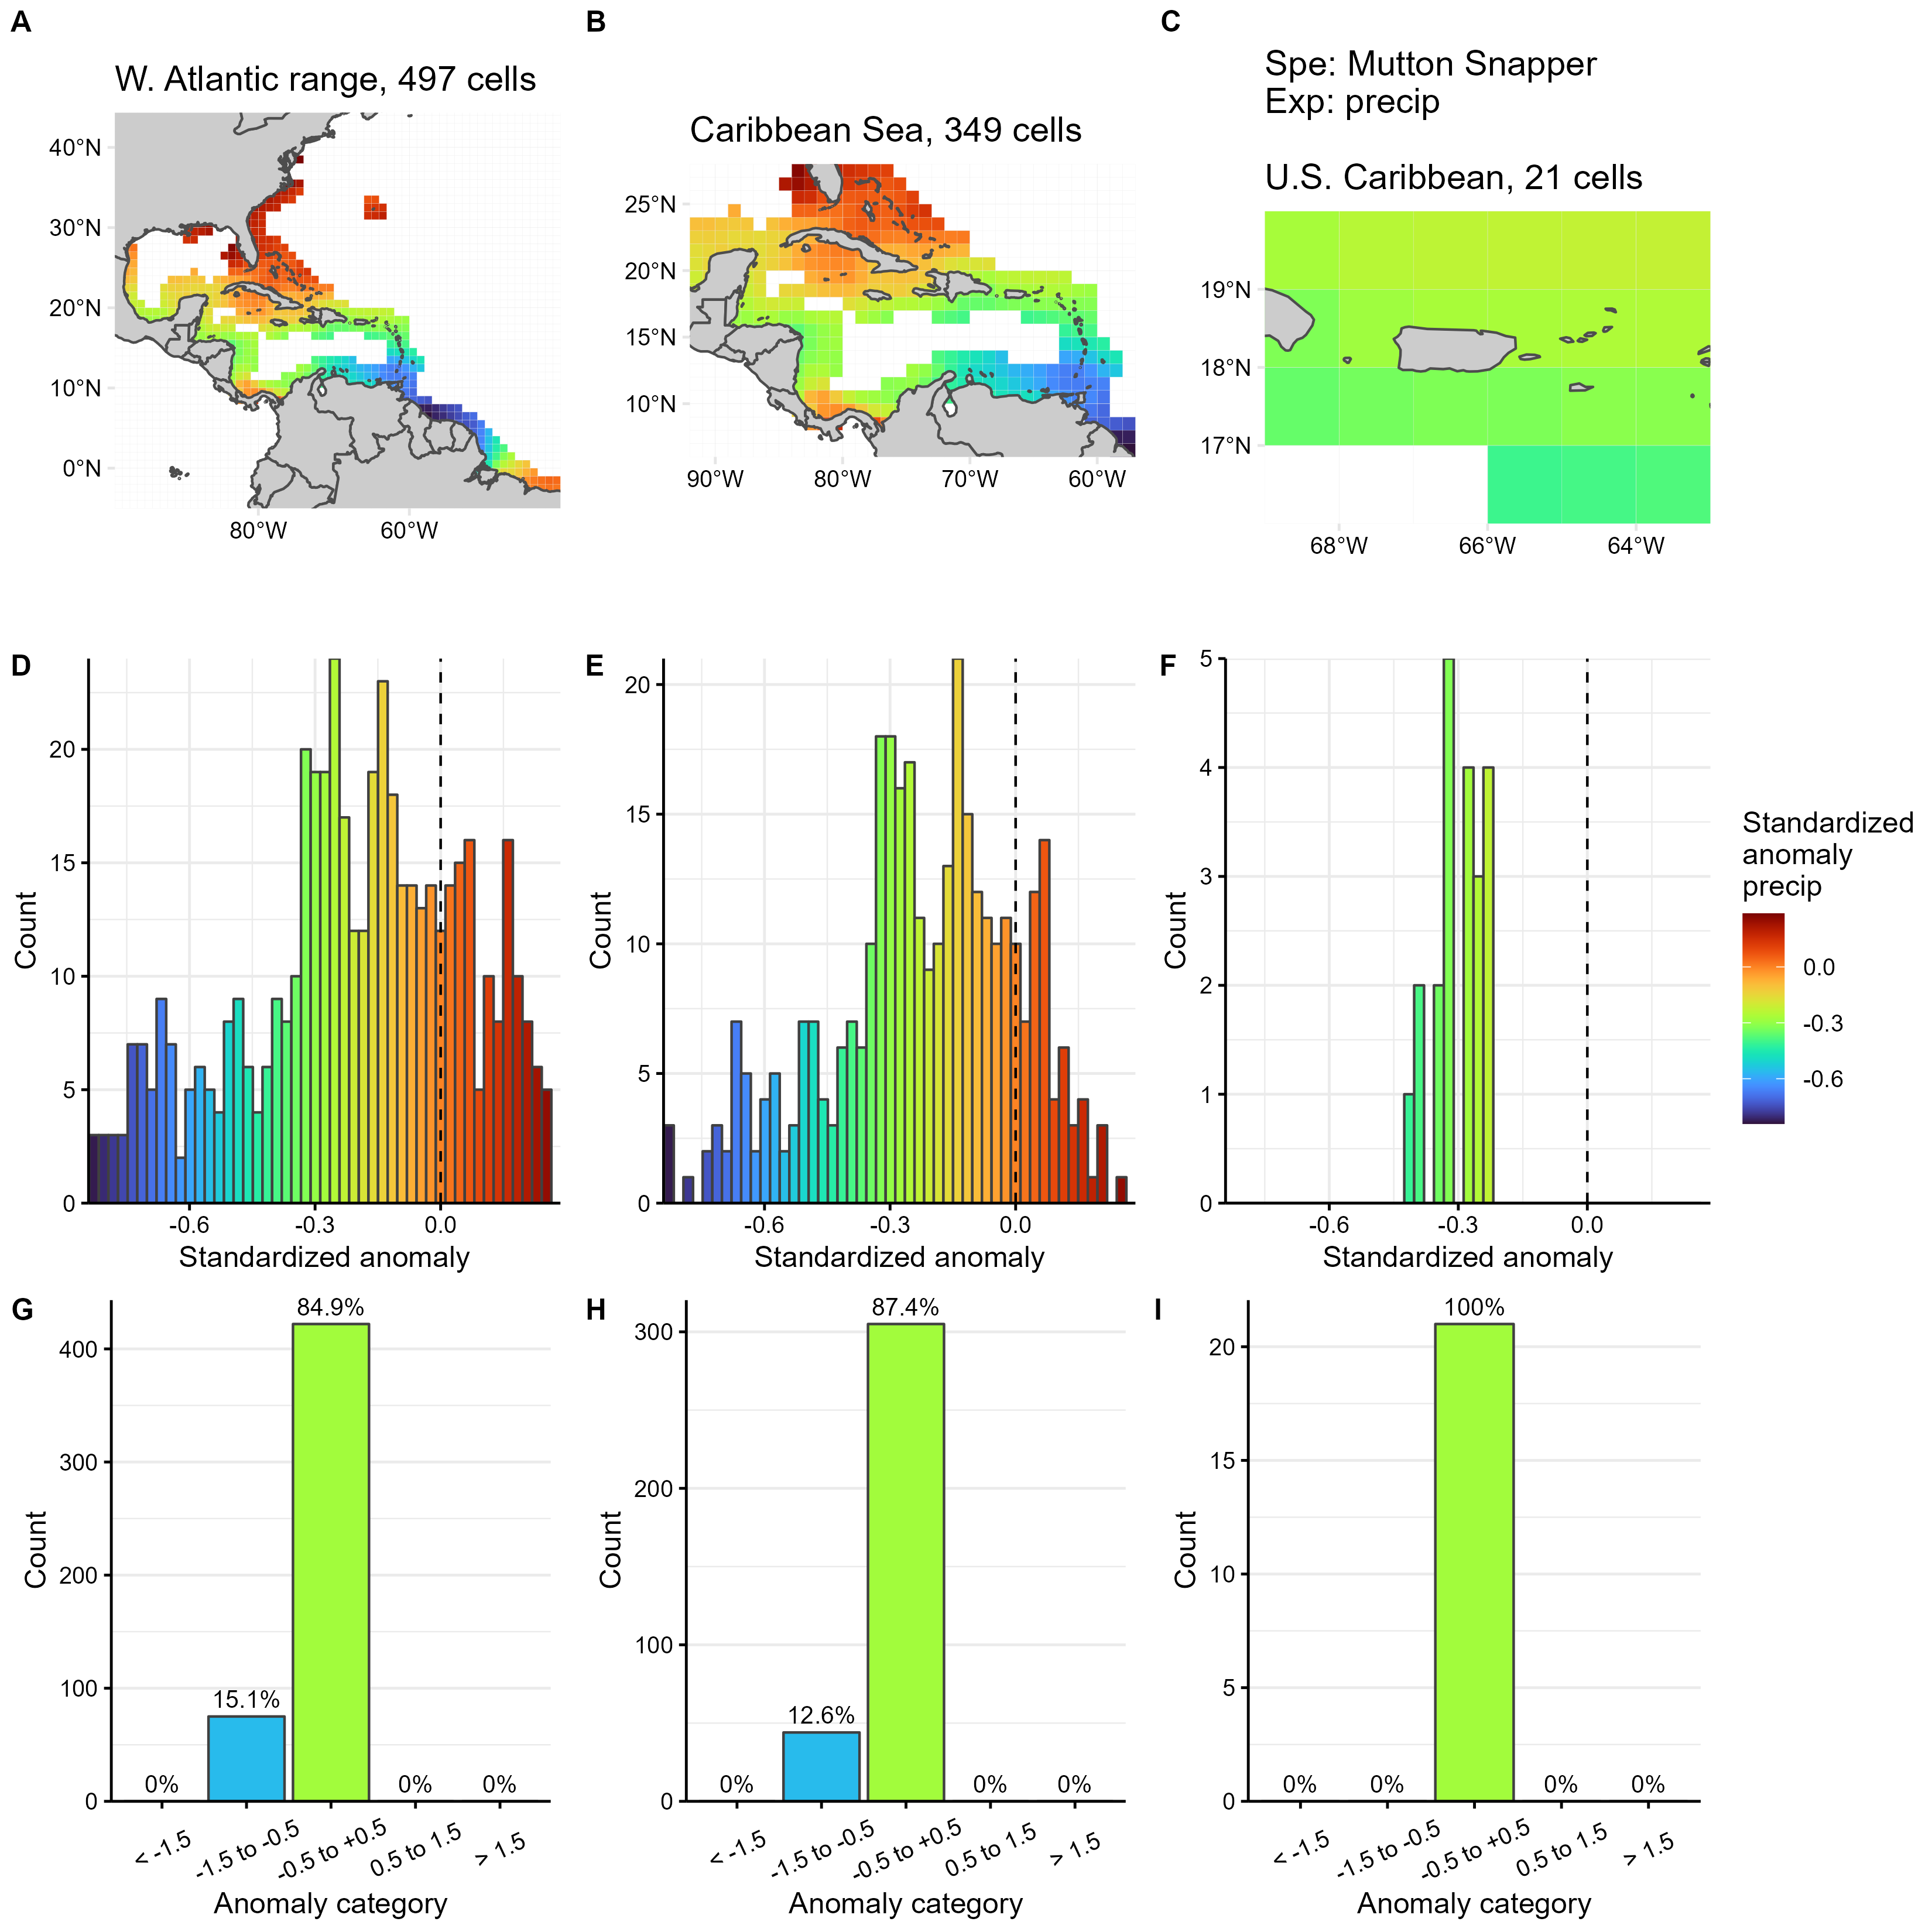 A
B
C
W. Atlantic range, 497 cells
Caribbean Sea, 349 cells
Spe: Mutton Snapper
Exp: precip
U.S. Caribbean, 21 cells
40°N
30°N
20°N
10°N
0°N
80°W
60°W
25°N
20°N
15°N
10°N
90°W
80°W
70°W
60°W
19°N
18°N
17°N
68°W
66°W
64°W
D
20
15
10
5
0
Count
-0.6
-0.3
0.0
Standardized anomaly
E
20
15
10
5
0
Count
-0.6
-0.3
0.0
Standardized anomaly
F
5
4
3
2
1
0
Count
-0.6
-0.3
0.0
Standardized anomaly
Standardized
anomaly
precip
0.0
-0.3
-0.6
G
400
300
200
100
0
Count
0%
15.1%
84.9%
0%
0%
< -1.5
-1.5 to -0.5
-0.5 to +0.5
0.5 to 1.5
> 1.5
Anomaly category
H
300
200
100
0
Count
0%
12.6%
87.4%
0%
0%
< -1.5
-1.5 to -0.5
-0.5 to +0.5
0.5 to 1.5
> 1.5
Anomaly category
I
20
15
10
5
0
Count
0%
0%
100%
0%
0%
< -1.5
-1.5 to -0.5
-0.5 to +0.5
0.5 to 1.5
> 1.5
Anomaly category